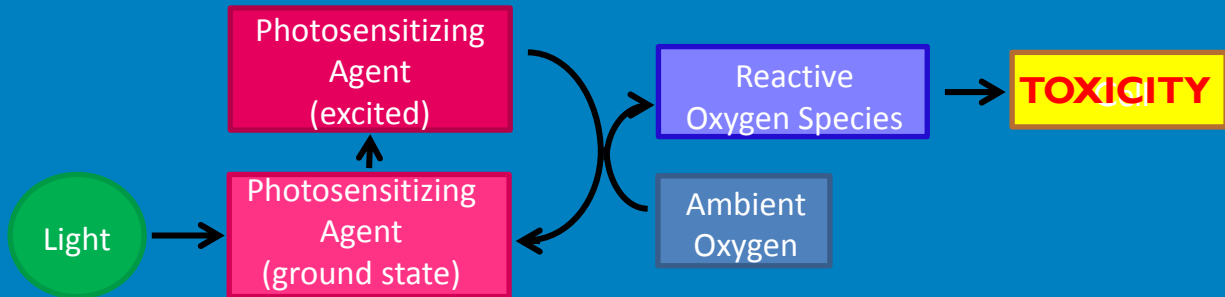 Photosensitizing
Agent
(excited)
Reactive
Oxygen Species
TOXICITY
Light
Photosensitizing
Agent
(ground state)
Ambient
Oxygen